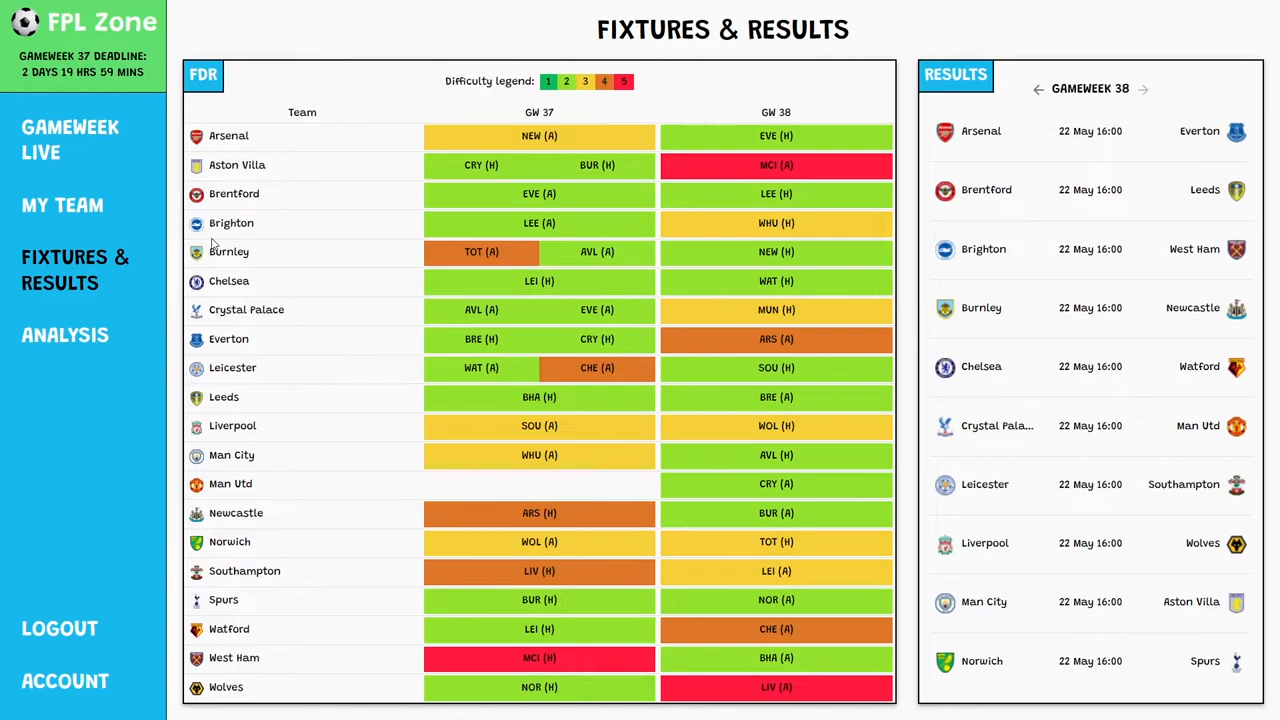 FPL Zone
GAMEWEEK 37 DEADLINE:
2 DAYS 19 HRS 59 MINS
GAMEWEEK
LIVE
MY TEAM
FIXTURES &
RESULTS
ANALYSIS
LOGOUT
ACCOUNT
FIXTURES & RESULTS
FDR
Difficulty legend: 1 2 3 4 5
Team GW 37 GW 38
Arsenal NEW (A) EVE (H)
Aston Villa CRY (H) BUR (H) MCI (A)
Brentford EVE (A) LEE (H)
Brighton LEE (A) WHU (H)
Burnley TOT (A) AVL (A) NEW (H)
Chelsea LEI (H) WAT (H)
Crystal Palace AVL (A) EVE (A) MUN (H)
Everton BRE (H) CRY (H) ARS (A)
Leicester WAT (A) CHE (A) SOU (H)
Leeds BHA (H) BRE (A)
Liverpool SOU (A) WOL (H)
Man City WHU (A) AVL (H)
Man Utd CRY (A)
Newcastle ARS (H) BUR (A)
Norwich WOL (A) TOT (H)
Southampton LIV (H) LEI (A)
Spurs BUR (H) NOR (A)
Watford LEI (H) CHE (A)
West Ham MCI (H) BHA (A)
Wolves NOR (H) LIV (A)
RESULTS
← GAMEWEEK 38 →
Arsenal 22 May 16:00 Everton
Brentford 22 May 16:00 Leeds
Brighton 22 May 16:00 West Ham
Burnley 22 May 16:00 Newcastle
Chelsea 22 May 16:00 Watford
Crystal Pala... 22 May 16:00 Man Utd
Leicester 22 May 16:00 Southampton
Liverpool 22 May 16:00 Wolves
Man City 22 May 16:00 Aston Villa
Norwich 22 May 16:00 Spurs